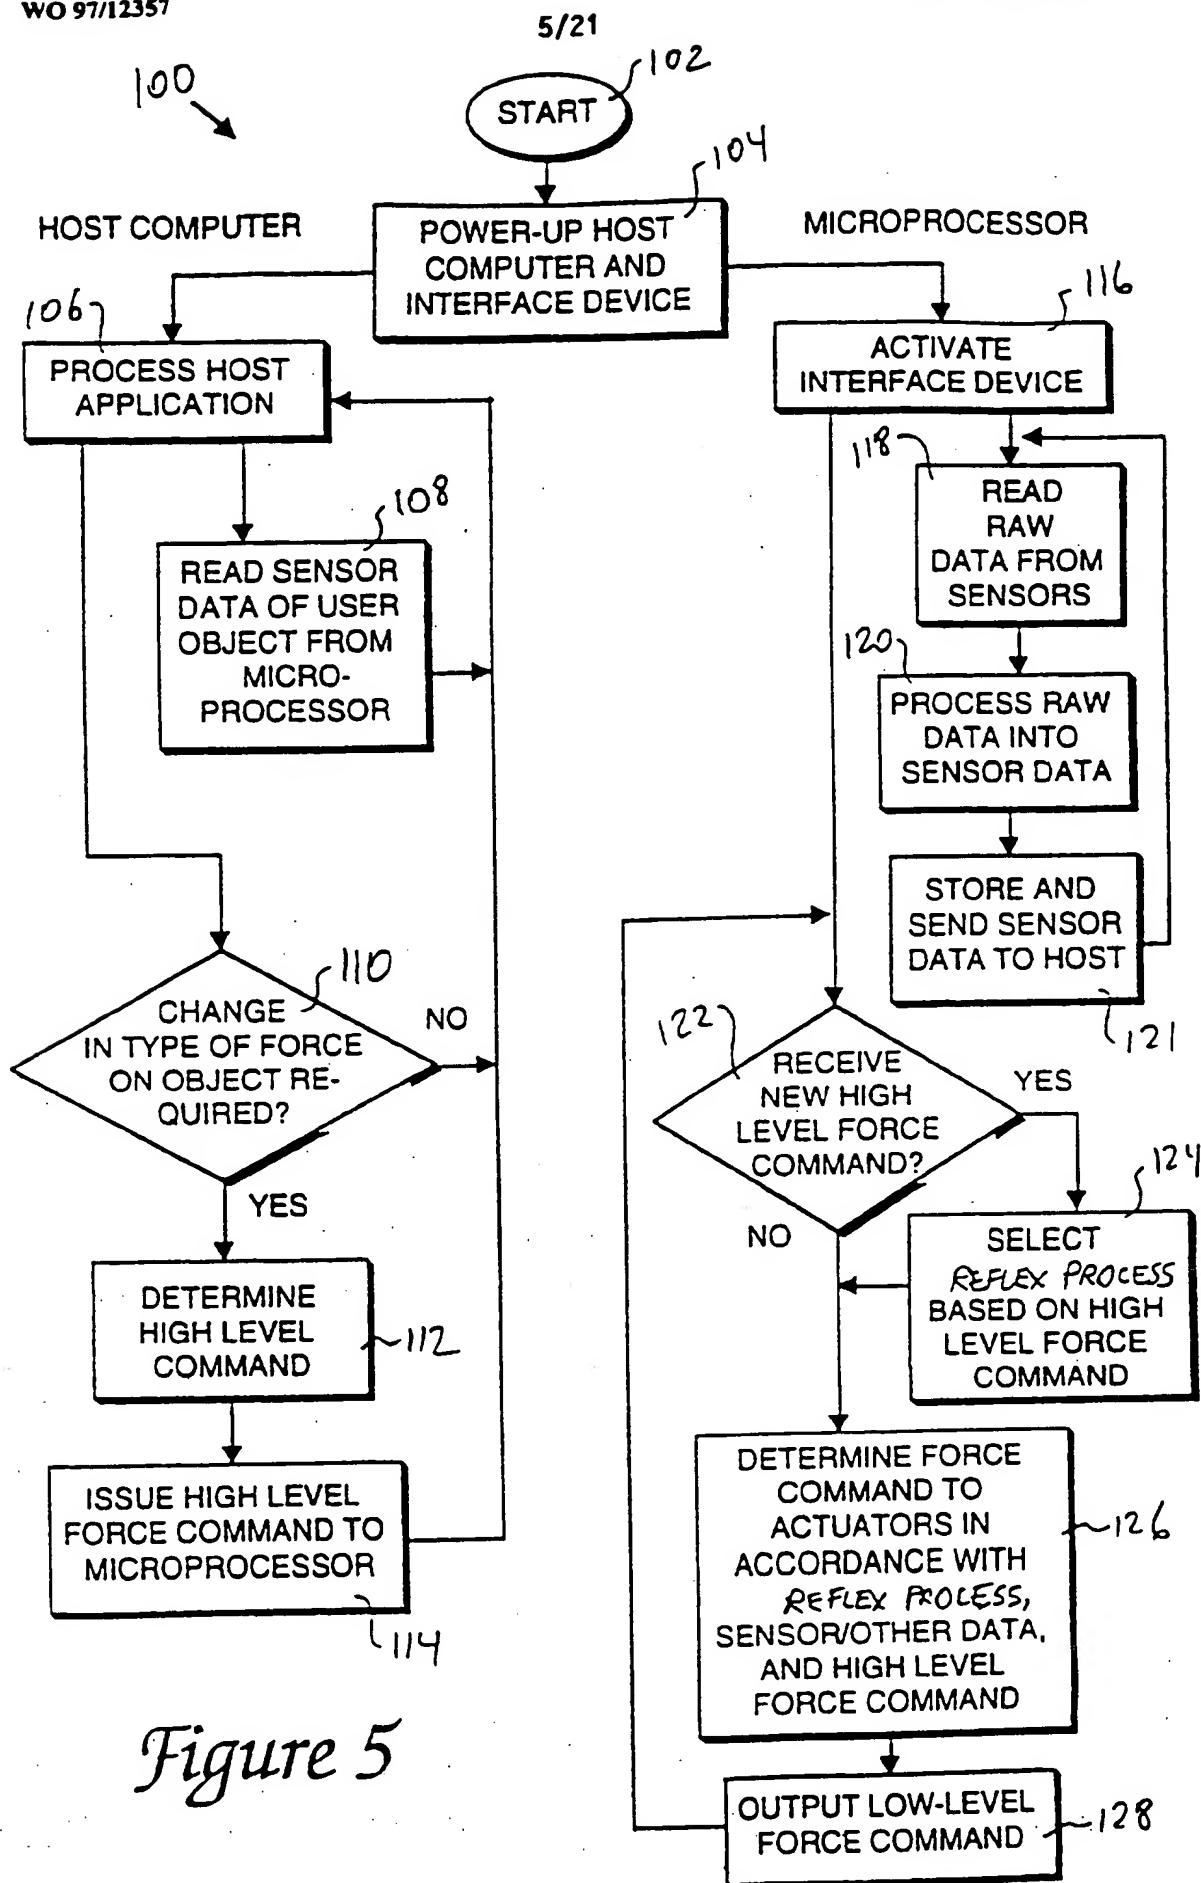 WO 97/12357
5/21
100
102
START
104
HOST COMPUTER
POWER-UP HOST
COMPUTER AND
INTERFACE DEVICE
MICROPROCESSOR
106
PROCESS HOST
APPLICATION
108
READ SENSOR
DATA OF USER
OBJECT FROM
MICRO-
PROCESSOR
110
CHANGE
IN TYPE OF FORCE
ON OBJECT RE-
QUIRED?
NO
YES
DETERMINE
HIGH LEVEL
COMMAND
112
ISSUE HIGH LEVEL
FORCE COMMAND TO
MICROPROCESSOR
114
116
ACTIVATE
INTERFACE DEVICE
118
READ
RAW
DATA FROM
SENSORS
120
PROCESS RAW
DATA INTO
SENSOR DATA
STORE AND
SEND SENSOR
DATA TO HOST
121
122
RECEIVE
NEW HIGH
LEVEL FORCE
COMMAND?
YES
NO
124
SELECT
REFLEX PROCESS
BASED ON HIGH
LEVEL FORCE
COMMAND
DETERMINE FORCE
COMMAND TO
ACTUATORS IN
ACCORDANCE WITH
REFLEX PROCESS,
SENSOR/OTHER DATA,
AND HIGH LEVEL
FORCE COMMAND
126
OUTPUT LOW-LEVEL
FORCE COMMAND
128
Figure 5